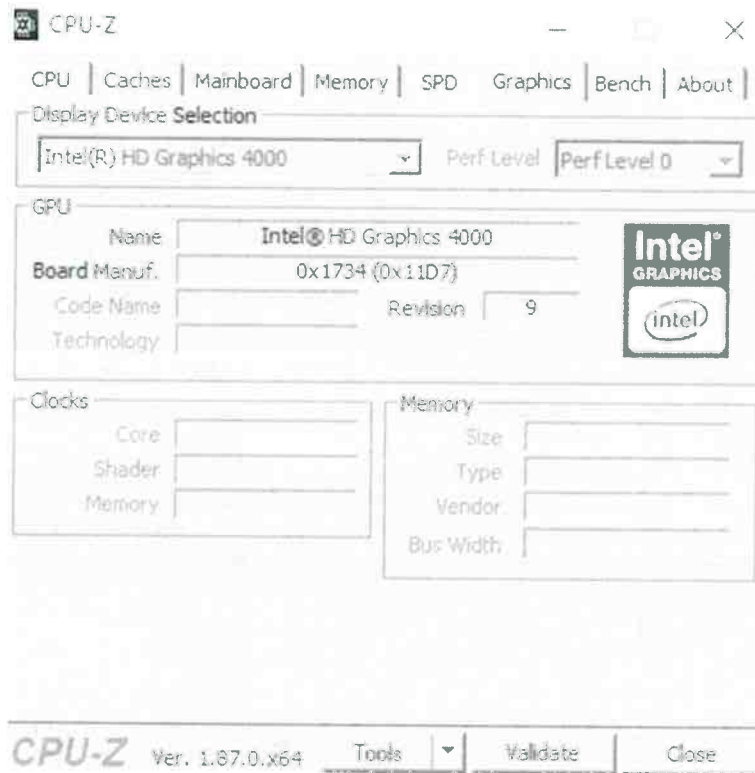 CPU-Z
CPU Caches Mainboard Memory SPD Graphics Bench About
Display Device Selection
Intel(R) HD Graphics 4000 Perf Level Perf Level 0
GPU
Name Intel® HD Graphics 4000
Board Manuf. 0x1734 (0x11D7)
Code Name Revision 9
Technology
Intel®
GRAPHICS
intel
Clocks
Core
Shader
Memory
Memory
Size
Type
Vendor
Bus Width
CPU-Z Ver. 1.87.0.x64 Tools Validate Close